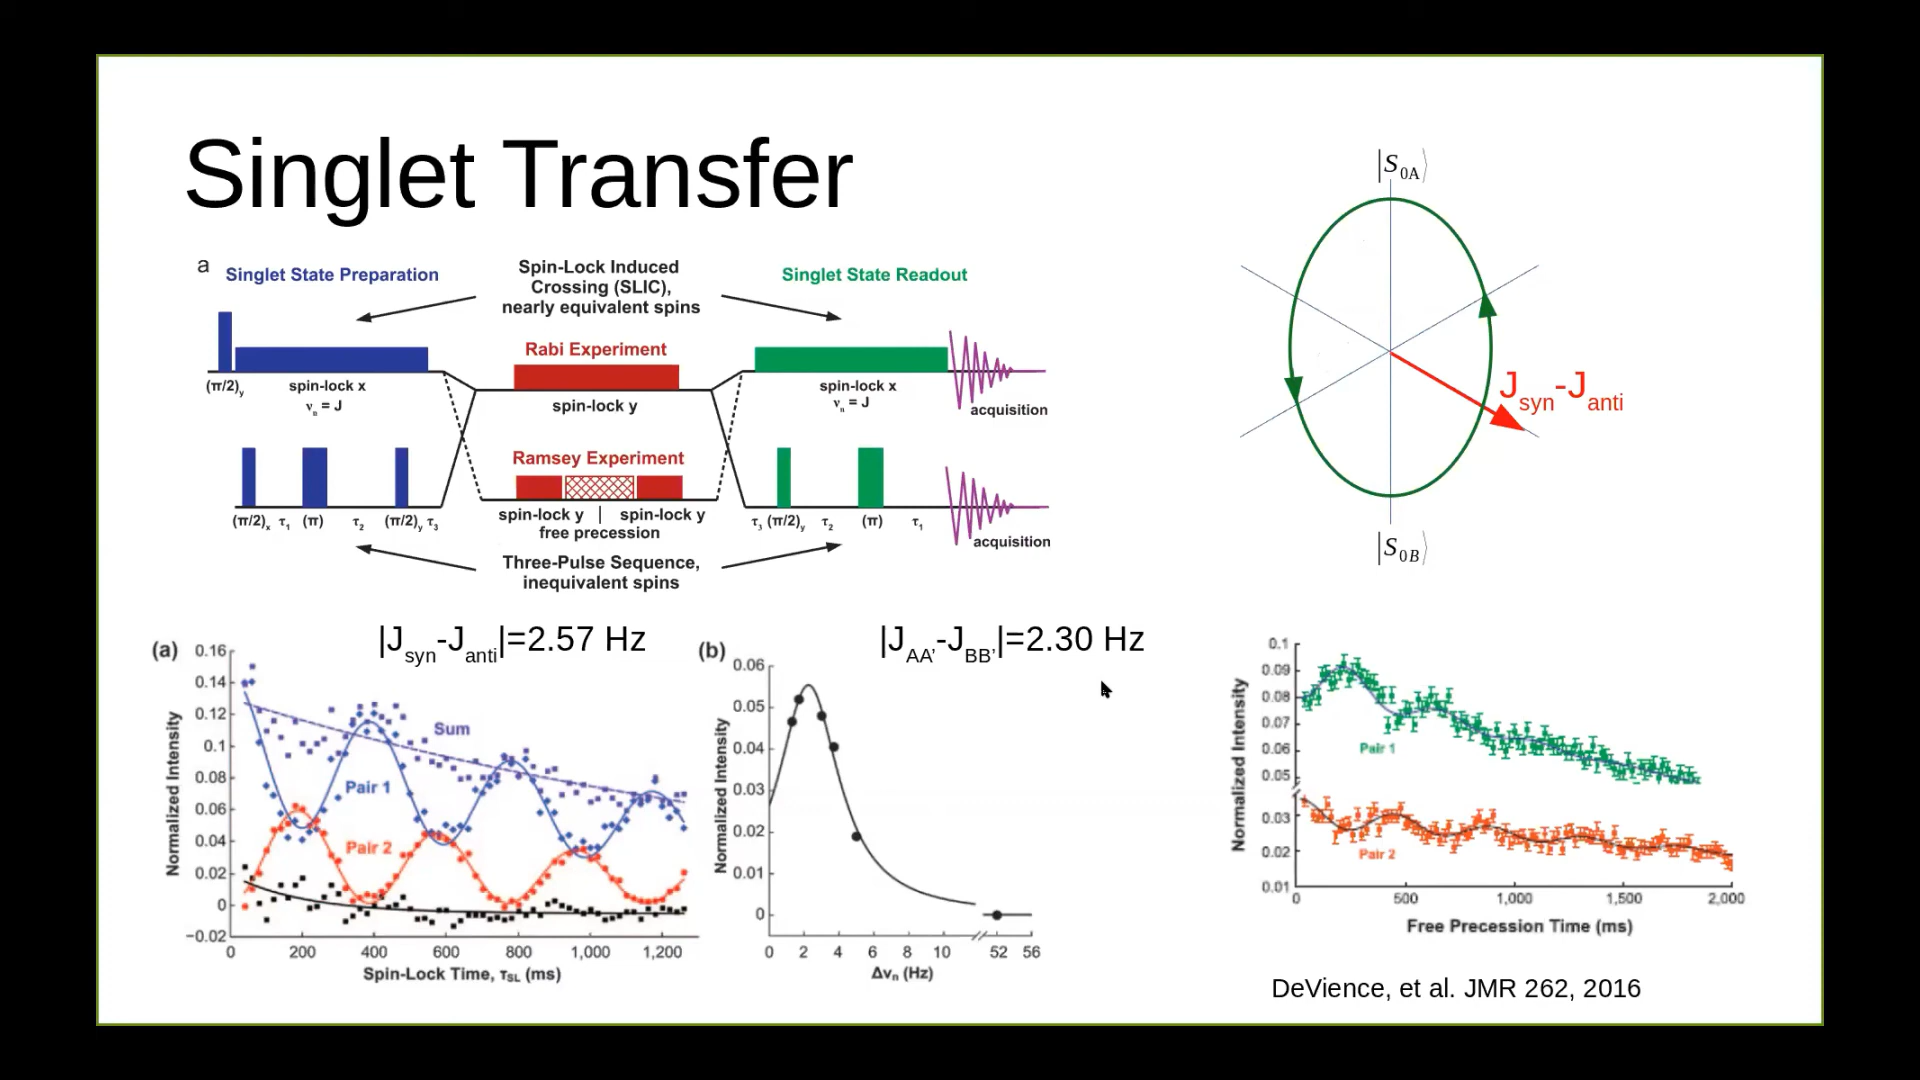 Singlet Transfer
|S0A⟩
Jsyn-Janti
|S0B⟩
a
Singlet State Preparation
Spin-Lock Induced
Crossing (SLIC),
nearly equivalent spins
Singlet State Readout
Rabi Experiment
(π/2)y
spin-lock x
νn = J
spin-lock y
spin-lock x
νn = J
acquisition
Ramsey Experiment
(π/2)x τ1 (π) τ2 (π/2)y τ3
spin-lock y | spin-lock y
free precession
τ3 (π/2)y τ2 (π) τ1
acquisition
Three-Pulse Sequence,
inequivalent spins
|Jsyn-Janti|=2.57 Hz
|JAA'-JBB'|=2.30 Hz
(a)
Normalized Intensity
0.16
0.14
0.12
0.1
0.08
0.06
0.04
0.02
0
−0.02
Sum
Pair 1
Pair 2
0 200 400 600 800 1,000 1,200
Spin-Lock Time, τSL (ms)
(b)
Normalized Intensity
0.06
0.05
0.04
0.03
0.02
0.01
0
0 2 4 6 8 10 52 56
Δνn (Hz)
Normalized Intensity
0.1
0.09
0.08
0.07
0.06
0.05
0.03
0.02
0.01
Pair 1
Pair 2
0 500 1,000 1,500 2,000
Free Precession Time (ms)
DeVience, et al. JMR 262, 2016